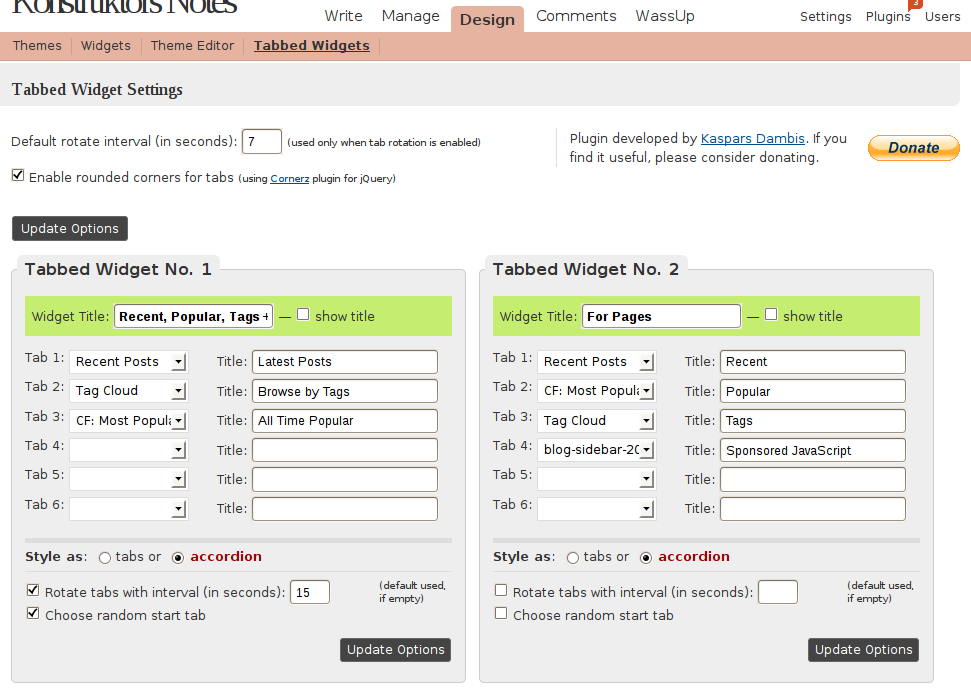 Konstruktors Notes
Write Manage Design Comments WassUp Settings Plugins 3 Users
Themes Widgets Theme Editor Tabbed Widgets
Tabbed Widget Settings
Default rotate interval (in seconds): 7 (used only when tab rotation is enabled)
Enable rounded corners for tabs (using Cornerz plugin for jQuery)
Plugin developed by Kaspars Dambis. If you
find it useful, please consider donating.
Donate
Update Options
Tabbed Widget No. 1
Widget Title: Recent, Popular, Tags + — show title
Tab 1: Recent Posts Title: Latest Posts
Tab 2: Tag Cloud Title: Browse by Tags
Tab 3: CF: Most Popula Title: All Time Popular
Tab 4: Title:
Tab 5: Title:
Tab 6: Title:
Style as: tabs or accordion
Rotate tabs with interval (in seconds): 15 (default used,
if empty)
Choose random start tab
Update Options
Tabbed Widget No. 2
Widget Title: For Pages — show title
Tab 1: Recent Posts Title: Recent
Tab 2: CF: Most Popula Title: Popular
Tab 3: Tag Cloud Title: Tags
Tab 4: blog-sidebar-20 Title: Sponsored JavaScript
Tab 5: Title:
Tab 6: Title:
Style as: tabs or accordion
Rotate tabs with interval (in seconds): (default used,
if empty)
Choose random start tab
Update Options